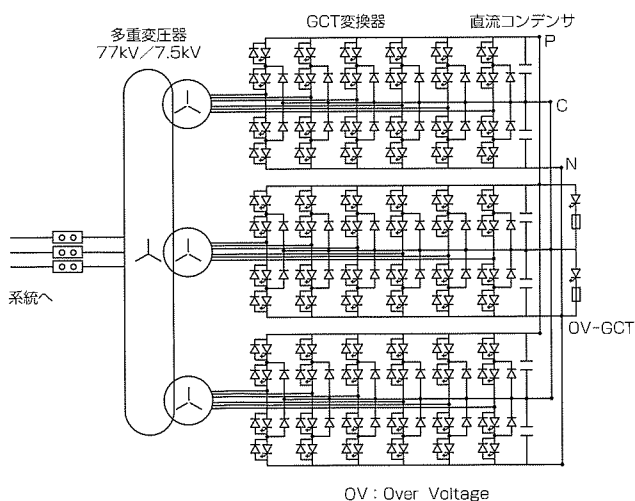 多重変圧器
77kV／7.5kV
GCT変換器
直流コンデンサ
P
C
N
系統へ
OV-GCT
OV：Over Voltage